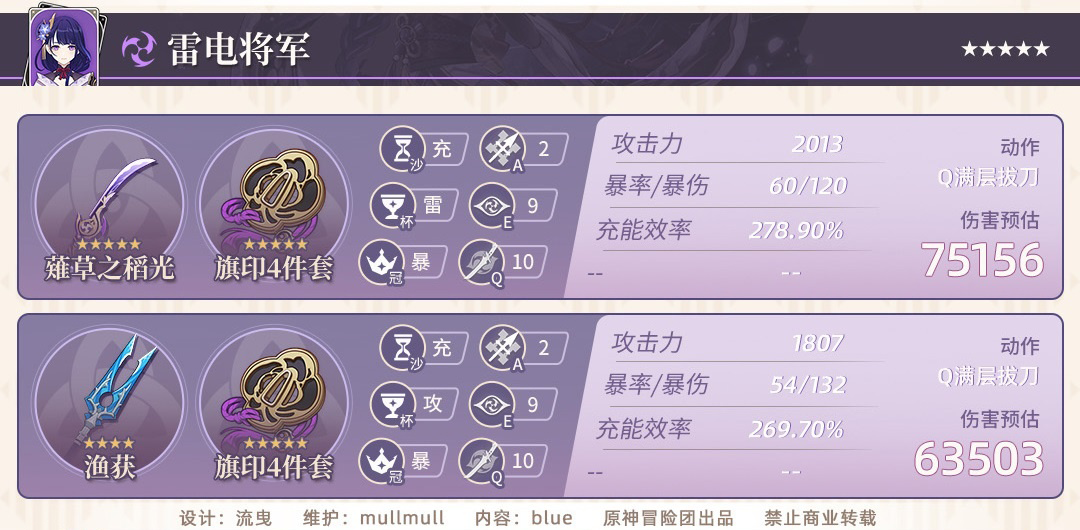 雷电将军
★★★★★
薙草之稻光
旗印4件套
沙 充
A 2
杯 雷
E 9
冠 暴
Q 10
攻击力 2013
暴率/暴伤 60/120
充能效率 278.90%
-- --
动作
Q满层拔刀
伤害预估
75156
渔获
旗印4件套
沙 充
A 2
杯 攻
E 9
冠 暴
Q 10
攻击力 1807
暴率/暴伤 54/132
充能效率 269.70%
-- --
动作
Q满层拔刀
伤害预估
63503
设计：流曳 维护：mullmull 内容：blue 原神冒险团出品 禁止商业转载